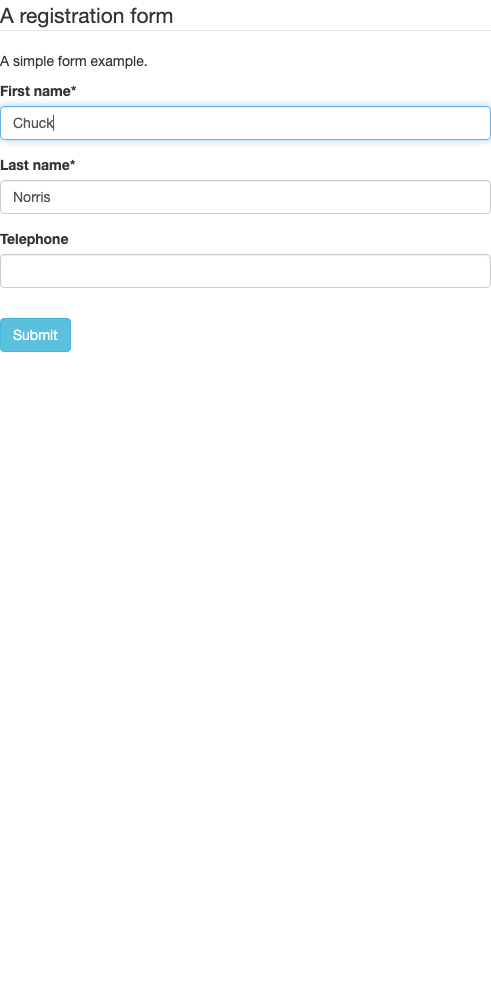 A registration form
A simple form example.
First name*
Chuck
Last name*
Norris
Telephone
Submit